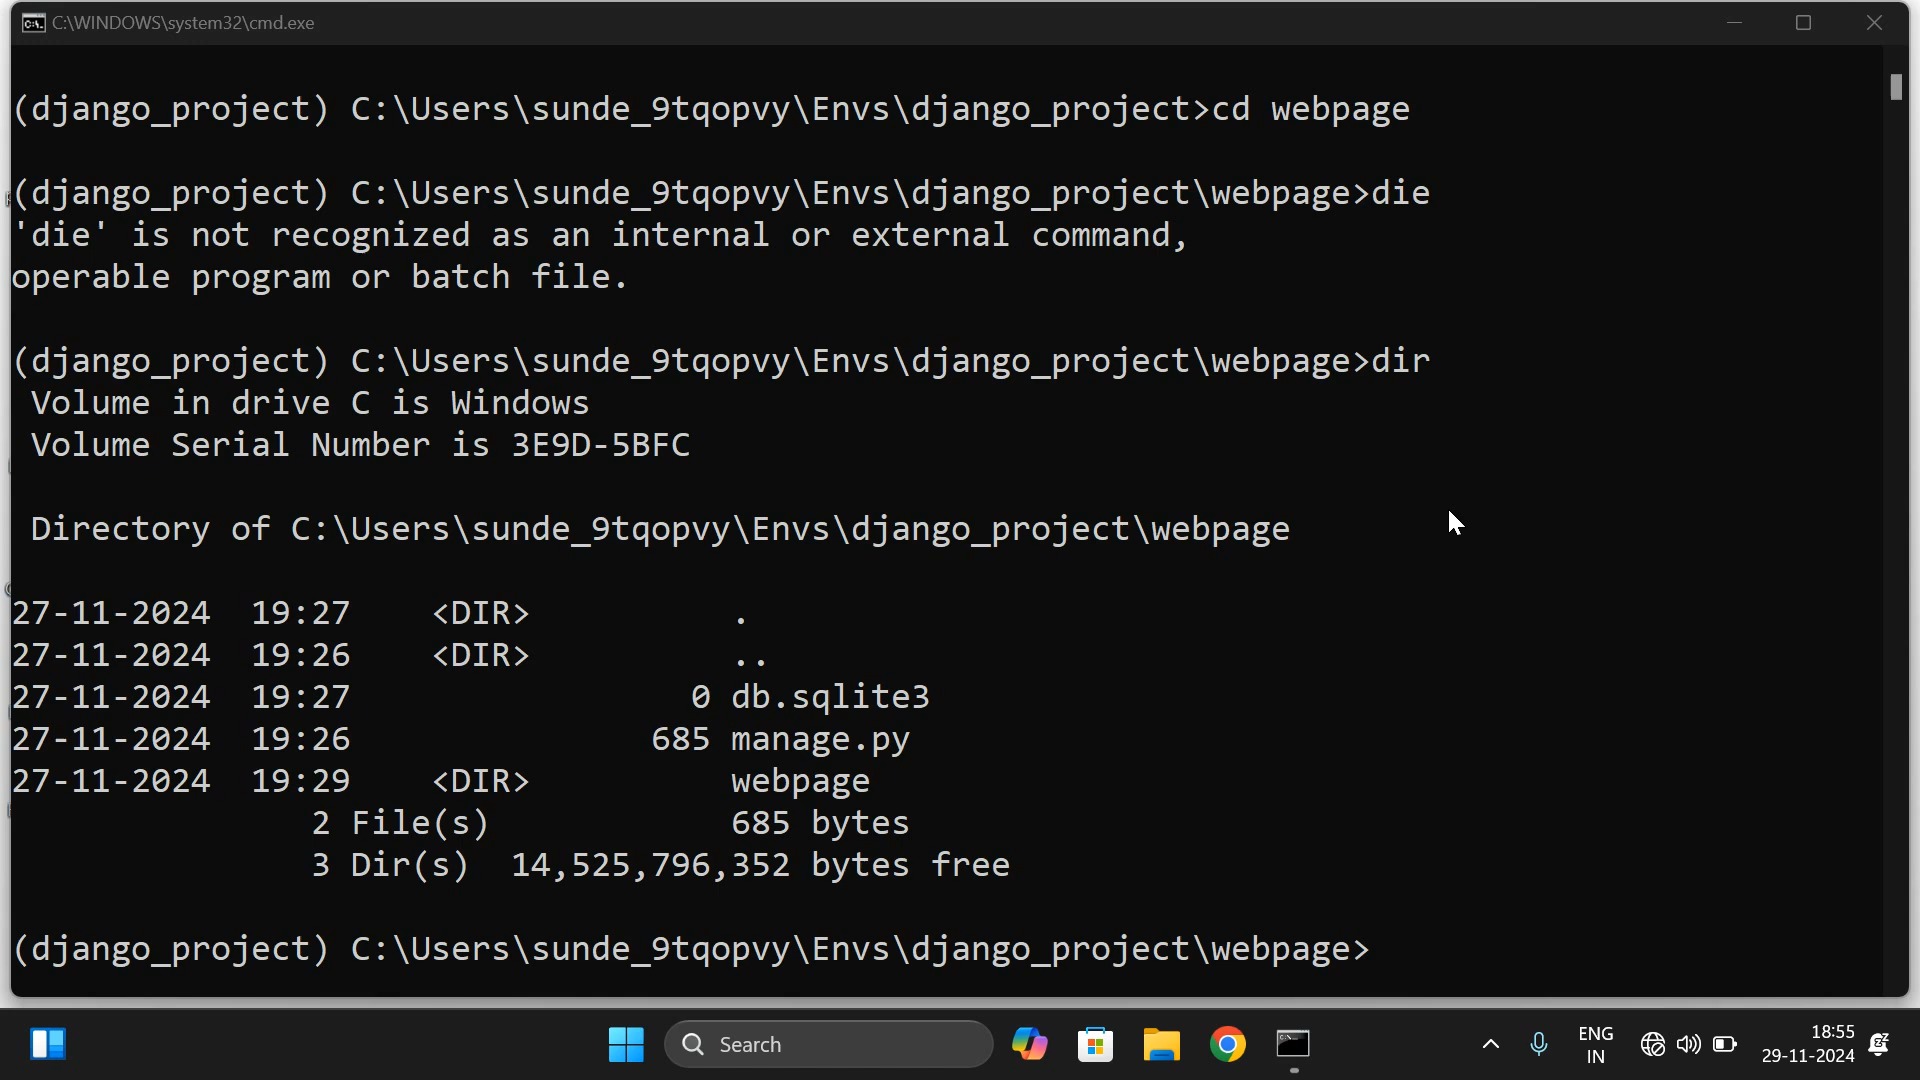 C:\WINDOWS\system32\cmd.exe
(django_project) C:\Users\sunde_9tqopvy\Envs\django_project>cd webpage
(django_project) C:\Users\sunde_9tqopvy\Envs\django_project\webpage>die
'die' is not recognized as an internal or external command,
operable program or batch file.
(django_project) C:\Users\sunde_9tqopvy\Envs\django_project\webpage>dir
Volume in drive C is Windows
Volume Serial Number is 3E9D-5BFC
Directory of C:\Users\sunde_9tqopvy\Envs\django_project\webpage
27-11-2024  19:27    <DIR>          .
27-11-2024  19:26    <DIR>          ..
27-11-2024  19:27                 0 db.sqlite3
27-11-2024  19:26               685 manage.py
27-11-2024  19:29    <DIR>          webpage
2 File(s)            685 bytes
3 Dir(s)  14,525,796,352 bytes free
(django_project) C:\Users\sunde_9tqopvy\Envs\django_project\webpage>
Search
ENG
IN
18:55
29-11-2024